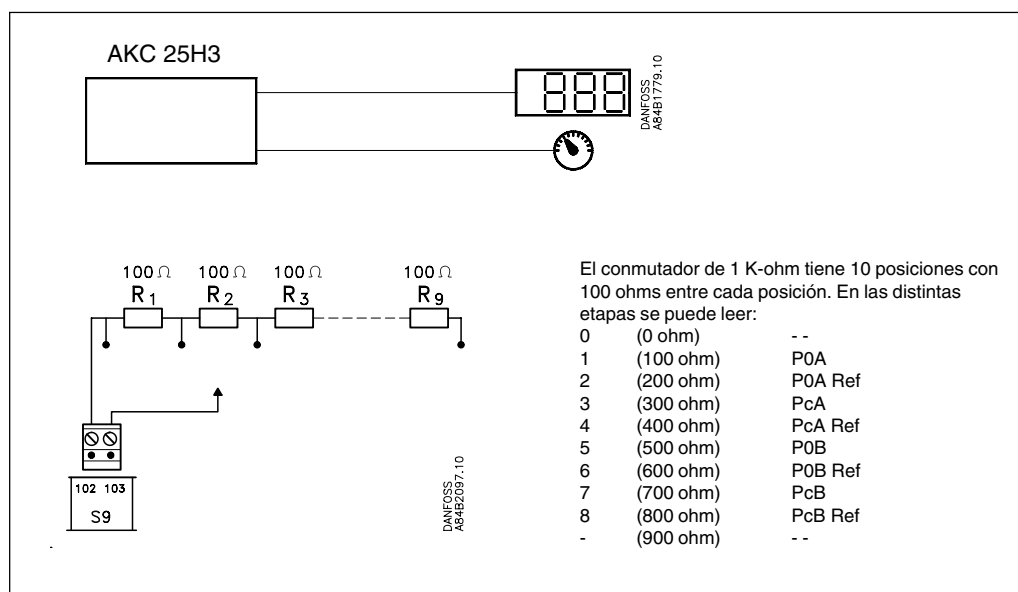 AKC 25H3
DANFOSS
A84B1779.10
100 Ω 100 Ω 100 Ω 100 Ω
R1 R2 R3 R9
102 103
S9
DANFOSS
A84B2097.10
El conmutador de 1 K-ohm tiene 10 posiciones con
100 ohms entre cada posición. En las distintas
etapas se puede leer:
0 (0 ohm) - -
1 (100 ohm) P0A
2 (200 ohm) P0A Ref
3 (300 ohm) PcA
4 (400 ohm) PcA Ref
5 (500 ohm) P0B
6 (600 ohm) P0B Ref
7 (700 ohm) PcB
8 (800 ohm) PcB Ref
- (900 ohm) - -